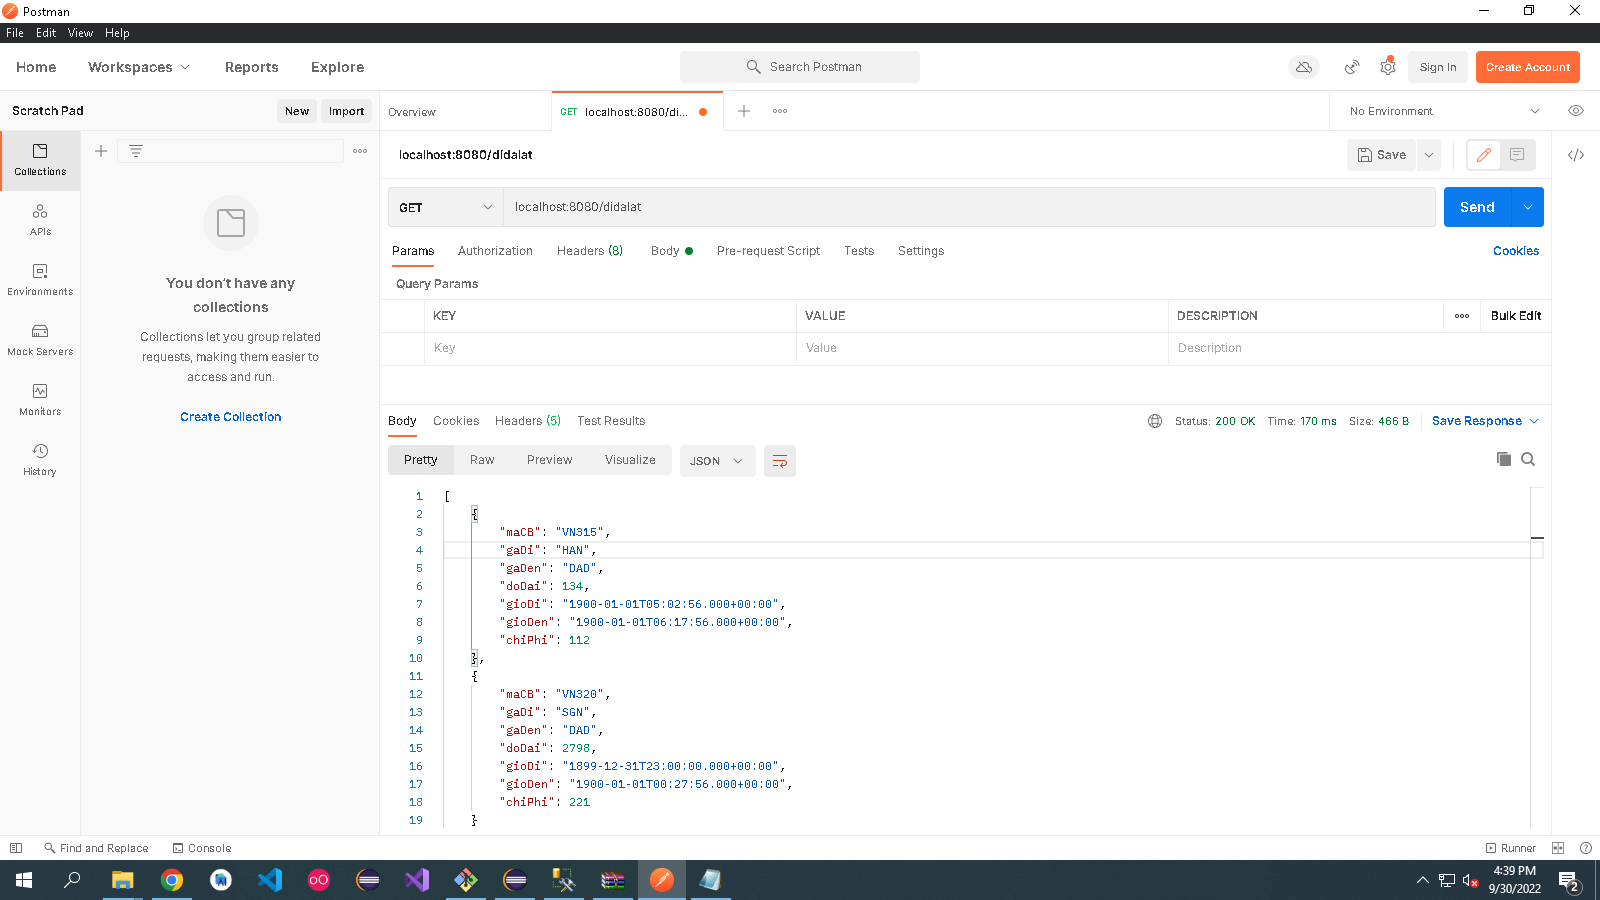 Postman
File Edit View Help
Home Workspaces Reports Explore Search Postman Sign In Create Account
Scratch Pad New Import Overview GET localhost:8080/di... No Environment
Collections
APIs
Environments
Mock Servers
Monitors
History
You don't have any
collections
Collections let you group related
requests, making them easier to
access and run.
Create Collection
localhost:8080/didalat Save
GET localhost:8080/didalat Send
Params Authorization Headers (8) Body Pre-request Script Tests Settings Cookies
Query Params
KEY VALUE DESCRIPTION Bulk Edit
Key Value Description
Body Cookies Headers (5) Test Results Status: 200 OK Time: 170 ms Size: 466 B Save Response
Pretty Raw Preview Visualize JSON
1 [
2 {
3 "maCB": "VN315",
4 "gaDi": "HAN",
5 "gaDen": "DAD",
6 "doDai": 134,
7 "gioDi": "1900-01-01T05:02:56.000+00:00",
8 "gioDen": "1900-01-01T06:17:56.000+00:00",
9 "chiPhi": 112
10 },
11 {
12 "maCB": "VN320",
13 "gaDi": "SGN",
14 "gaDen": "DAD",
15 "doDai": 2798,
16 "gioDi": "1899-12-31T23:00:00.000+00:00",
17 "gioDen": "1900-01-01T00:27:56.000+00:00",
18 "chiPhi": 221
19 }
Find and Replace Console Runner
4:39 PM
9/30/2022
2